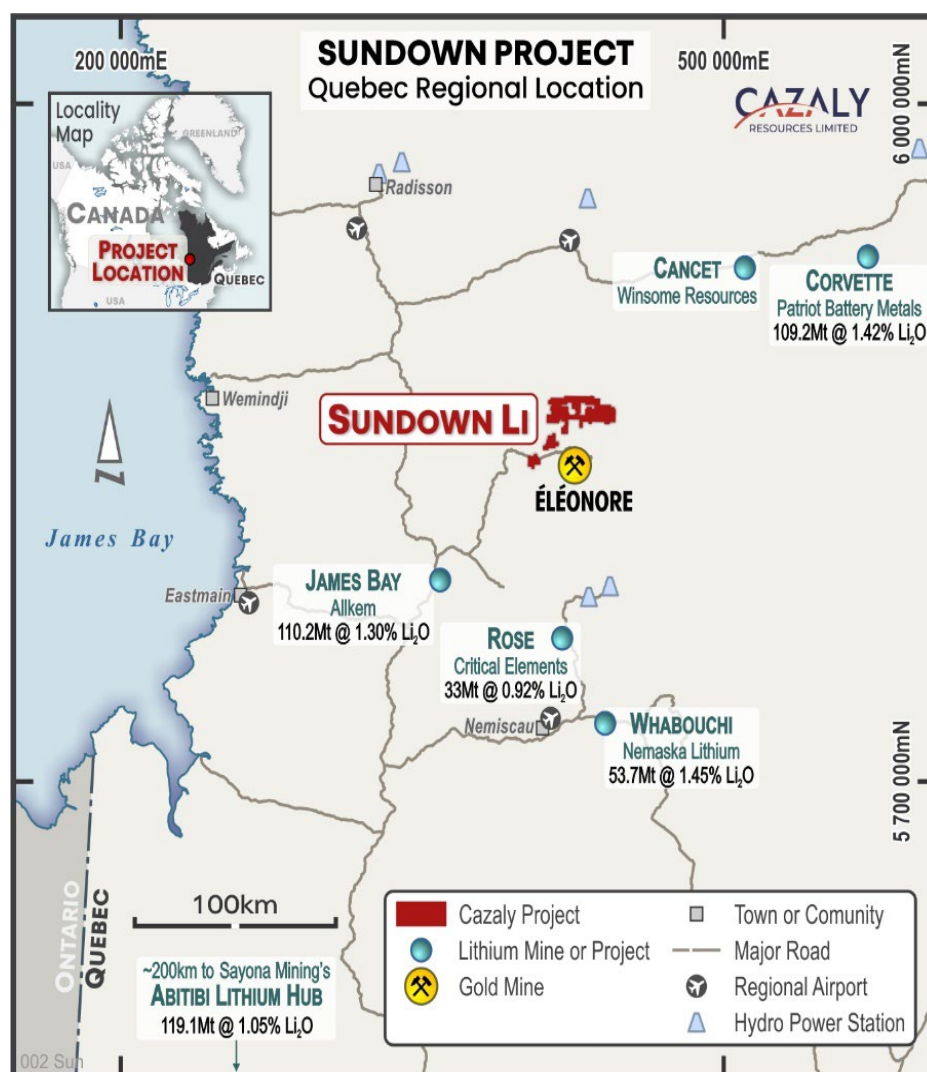 200 000mE
SUNDOWN PROJECT
Quebec Regional Location
500 000mE
6 000 000mN
CAZALY
RESOURCES LIMITED
Locality
Map
GREENLAND
USA
CANADA
PROJECT
LOCATION
QUEBEC
USA
Radisson
CANCET
Winsome Resources
CORVETTE
Patriot Battery Metals
109.2Mt @ 1.42% Li₂O
Wemindji
SUNDOWN LI
ÉLÉONORE
N
James Bay
Eastmain
JAMES BAY
Allkem
110.2Mt @ 1.30% Li₂O
ROSE
Critical Elements
33Mt @ 0.92% Li₂O
Nemiscau
WHABOUCHI
Nemaska Lithium
53.7Mt @ 1.45% Li₂O
5 700 000mN
ONTARIO
QUEBEC
100km
~200km to Sayona Mining's
ABITIBI LITHIUM HUB
119.1Mt @ 1.05% Li₂O
Cazaly Project
Lithium Mine or Project
Gold Mine
Town or Comunity
Major Road
Regional Airport
Hydro Power Station
002 Sun